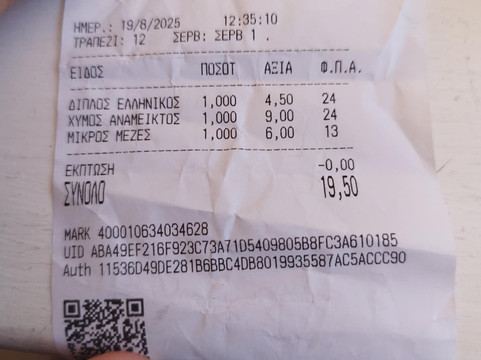 ΗΜΕΡ.: 19/8/2025 12:35:10
ΤΡΑΠΕΖΙ: 12 ΣΕΡΒ: ΣΕΡΒ 1 .
ΕΙΔΟΣ ΠΟΣΟΤ ΑΞΙΑ Φ.Π.Α.
ΔΙΠΛΟΣ ΕΛΛΗΝΙΚΟΣ 1,000 4,50 24
ΧΥΜΟΣ ΑΝΑΜΕΙΚΤΟΣ 1,000 9,00 24
ΜΙΚΡΟΣ ΜΕΖΕΣ 1,000 6,00 13
ΕΚΠΤΩΣΗ -0,00
ΣΥΝΟΛΟ 19,50
MARK 400010634034628
UID ABA49EF216F923C73A71D5409805B8FC3A610185
Auth 11536D49DE281B6BBC4DB8019935587AC5ACCC90